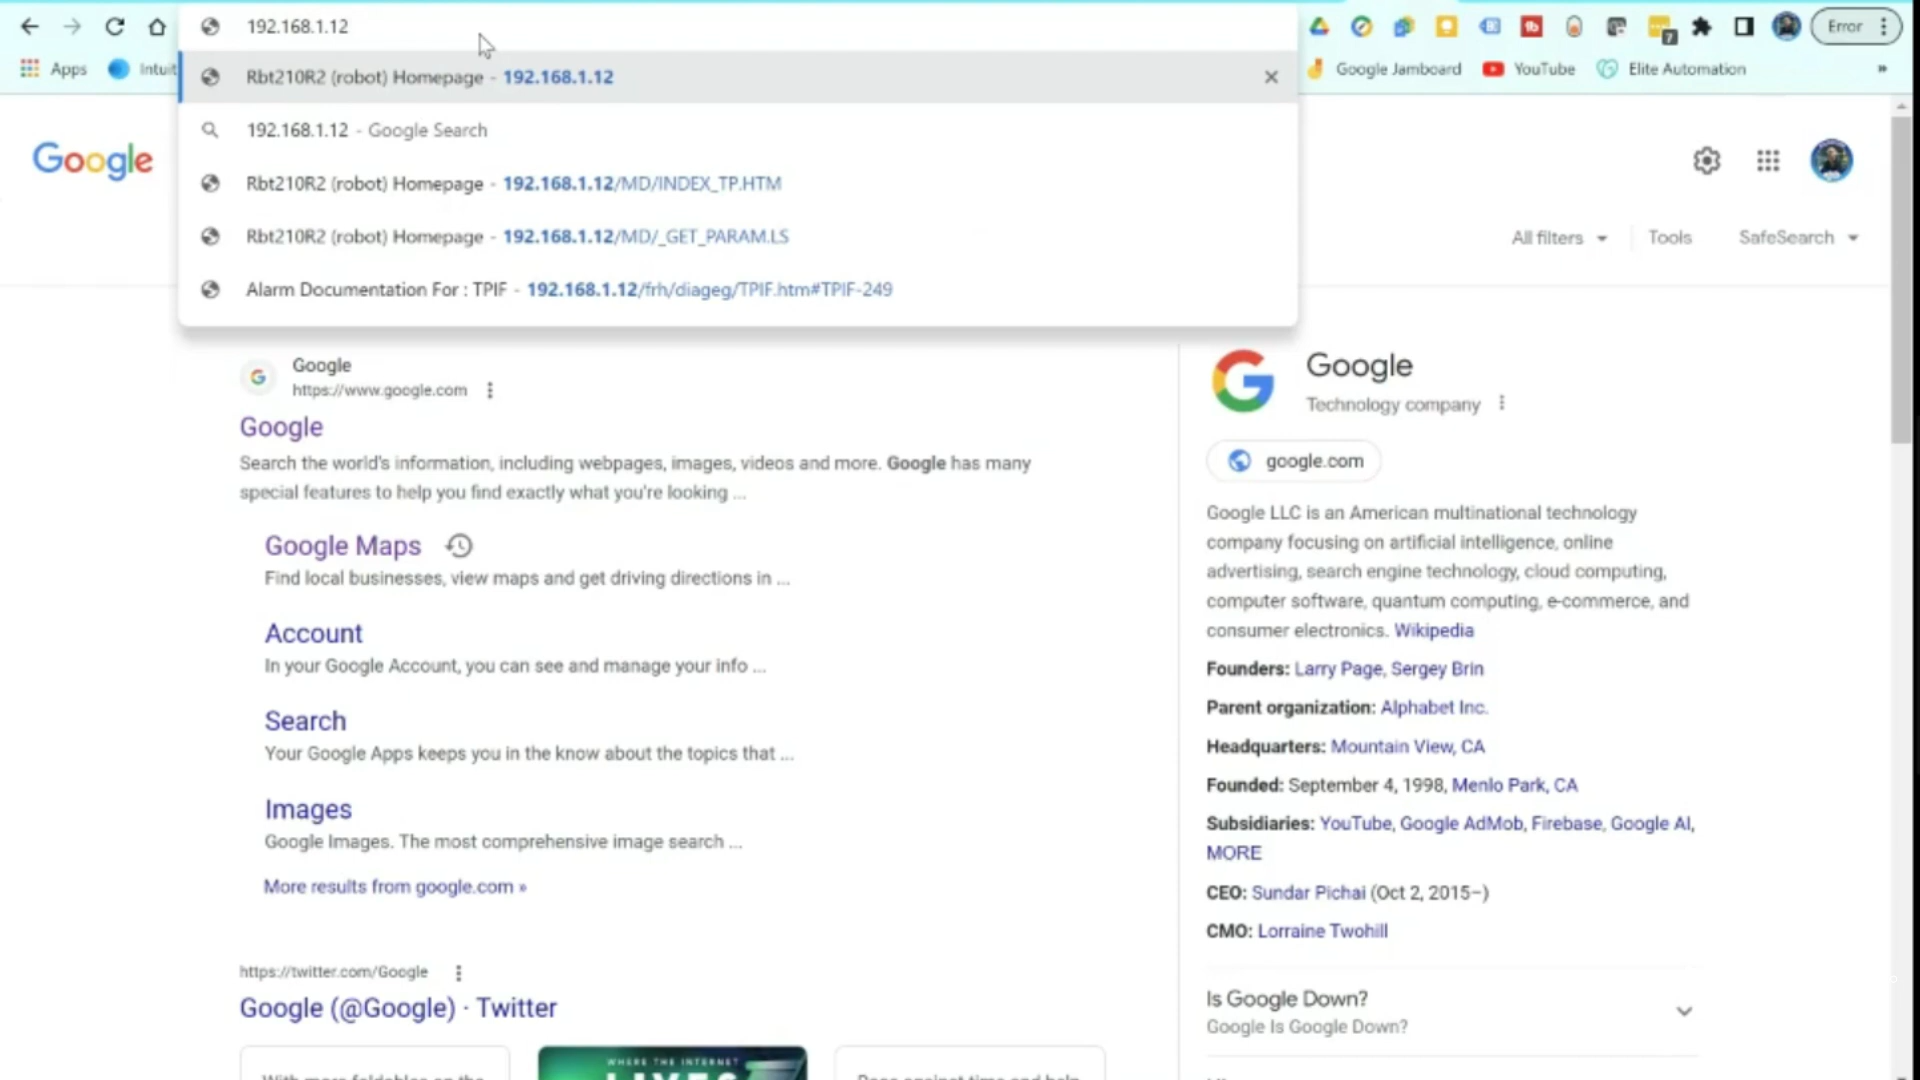 192.168.1.12
Error
Rbt210R2 (robot) Homepage - 192.168.1.12
Apps
Intuit
Google Jamboard
YouTube
Elite Automation
»
192.168.1.12 - Google Search
Google
Rbt210R2 (robot) Homepage - 192.168.1.12/MD/INDEX_TP.HTM
Rbt210R2 (robot) Homepage - 192.168.1.12/MD/_GET_PARAM.LS
All filters
Tools
SafeSearch
Alarm Documentation For : TPIF - 192.168.1.12/frh/diageg/TPIF.htm#TPIF-249
Google
https://www.google.com
Google
Search the world's information, including webpages, images, videos and more. Google has many
special features to help you find exactly what you're looking ...
Google Maps
Find local businesses, view maps and get driving directions in ...
Account
In your Google Account, you can see and manage your info ...
Search
Your Google Apps keeps you in the know about the topics that ...
Images
Google Images. The most comprehensive image search ...
More results from google.com »
https://twitter.com/Google
Google (@Google) · Twitter
WHERE THE INTERNET
LIVES
Google
Technology company
google.com
Google LLC is an American multinational technology
company focusing on artificial intelligence, online
advertising, search engine technology, cloud computing,
computer software, quantum computing, e-commerce, and
consumer electronics. Wikipedia
Founders: Larry Page, Sergey Brin
Parent organization: Alphabet Inc.
Headquarters: Mountain View, CA
Founded: September 4, 1998, Menlo Park, CA
Subsidiaries: YouTube, Google AdMob, Firebase, Google AI,
MORE
CEO: Sundar Pichai (Oct 2, 2015–)
CMO: Lorraine Twohill
Is Google Down?
Google Is Google Down?